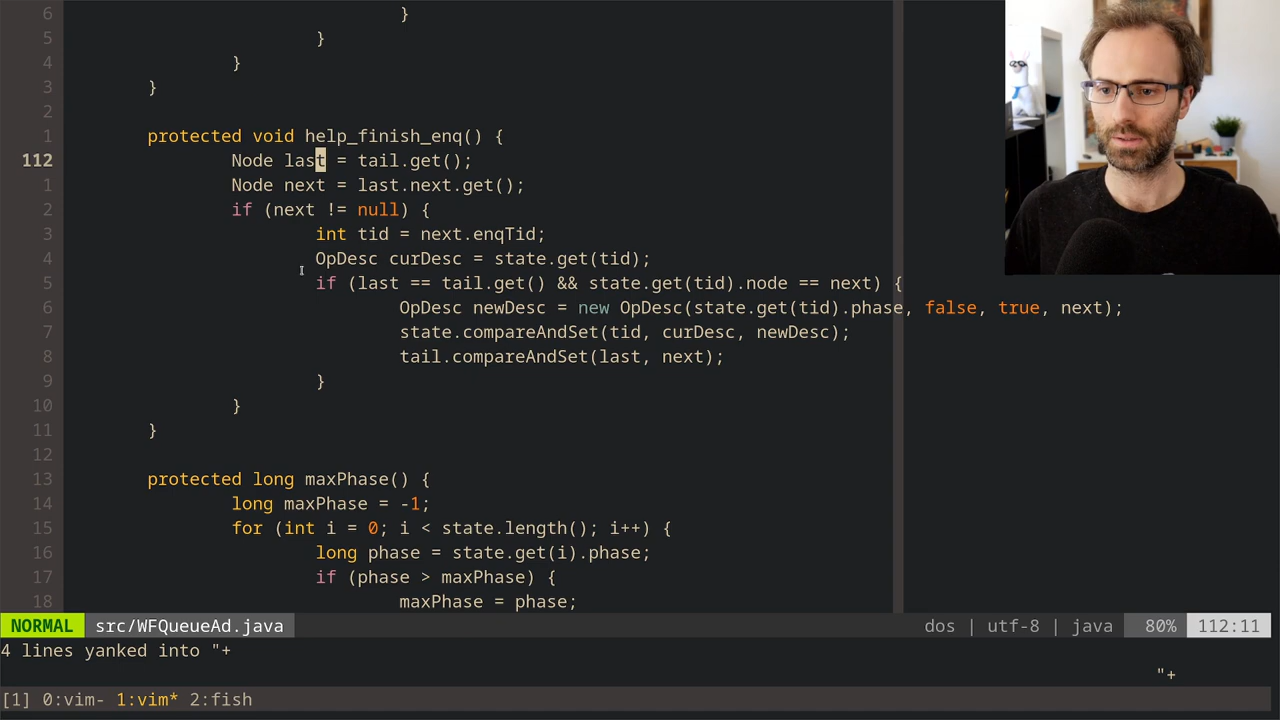 6 }
5 }
4 }
3 }
2
1 protected void help_finish_enq() {
112 Node last = tail.get();
1 Node next = last.next.get();
2 if (next != null) {
3 int tid = next.enqTid;
4 OpDesc curDesc = state.get(tid);
5 if (last == tail.get() && state.get(tid).node == next) {
6 OpDesc newDesc = new OpDesc(state.get(tid).phase, false, true, next);
7 state.compareAndSet(tid, curDesc, newDesc);
8 tail.compareAndSet(last, next);
9 }
10 }
11 }
12
13 protected long maxPhase() {
14 long maxPhase = -1;
15 for (int i = 0; i < state.length(); i++) {
16 long phase = state.get(i).phase;
17 if (phase > maxPhase) {
18 maxPhase = phase;
NORMAL src/WFQueueAd.java dos | utf-8 | java 80% 112:11
4 lines yanked into "+
"+
[1] 0:vim- 1:vim* 2:fish